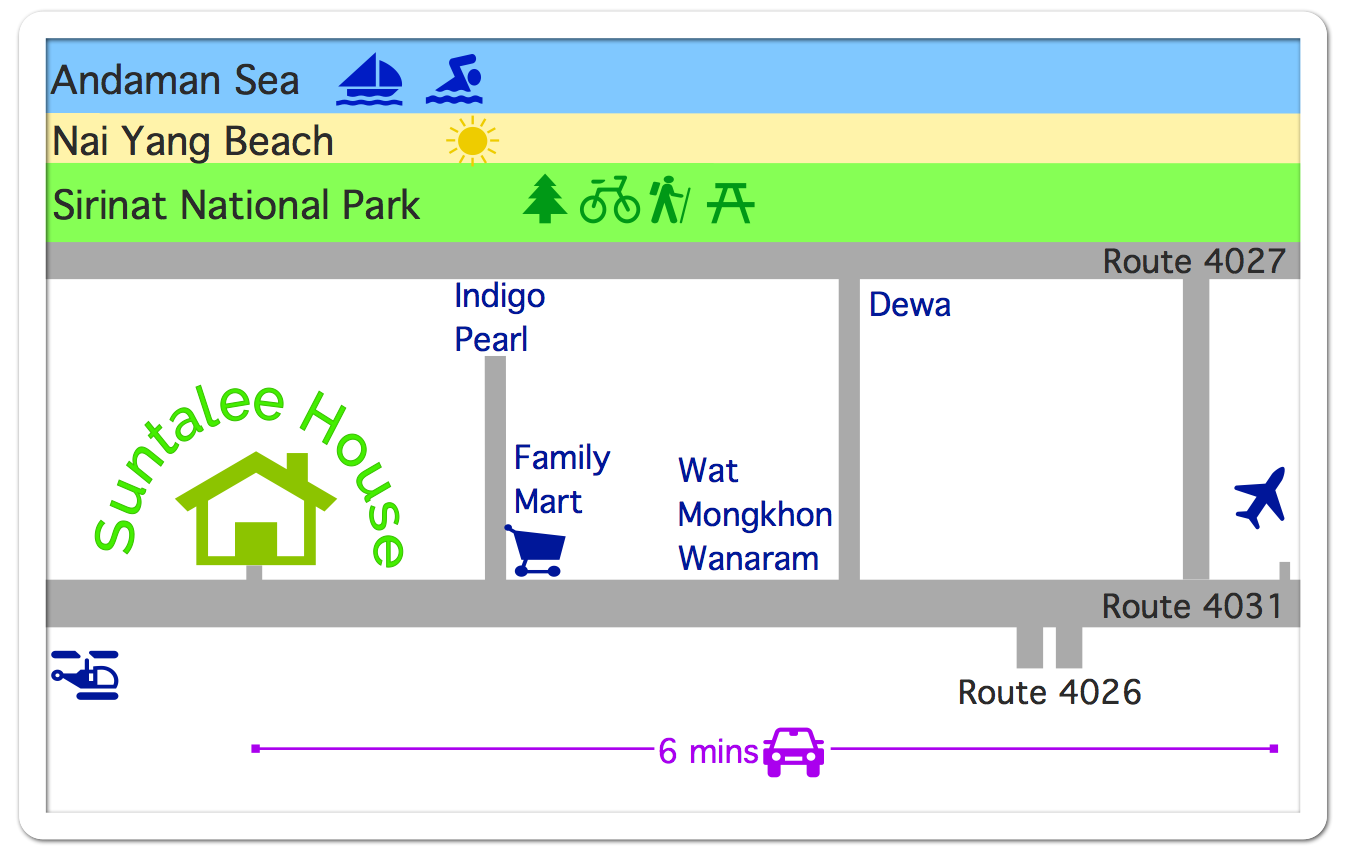 Andaman Sea
Nai Yang Beach
Sirinat National Park
Route 4027
Indigo
Pearl
Dewa
Suntalee House
Family
Mart
Wat
Mongkhon
Wanaram
Route 4031
Route 4026
6 mins